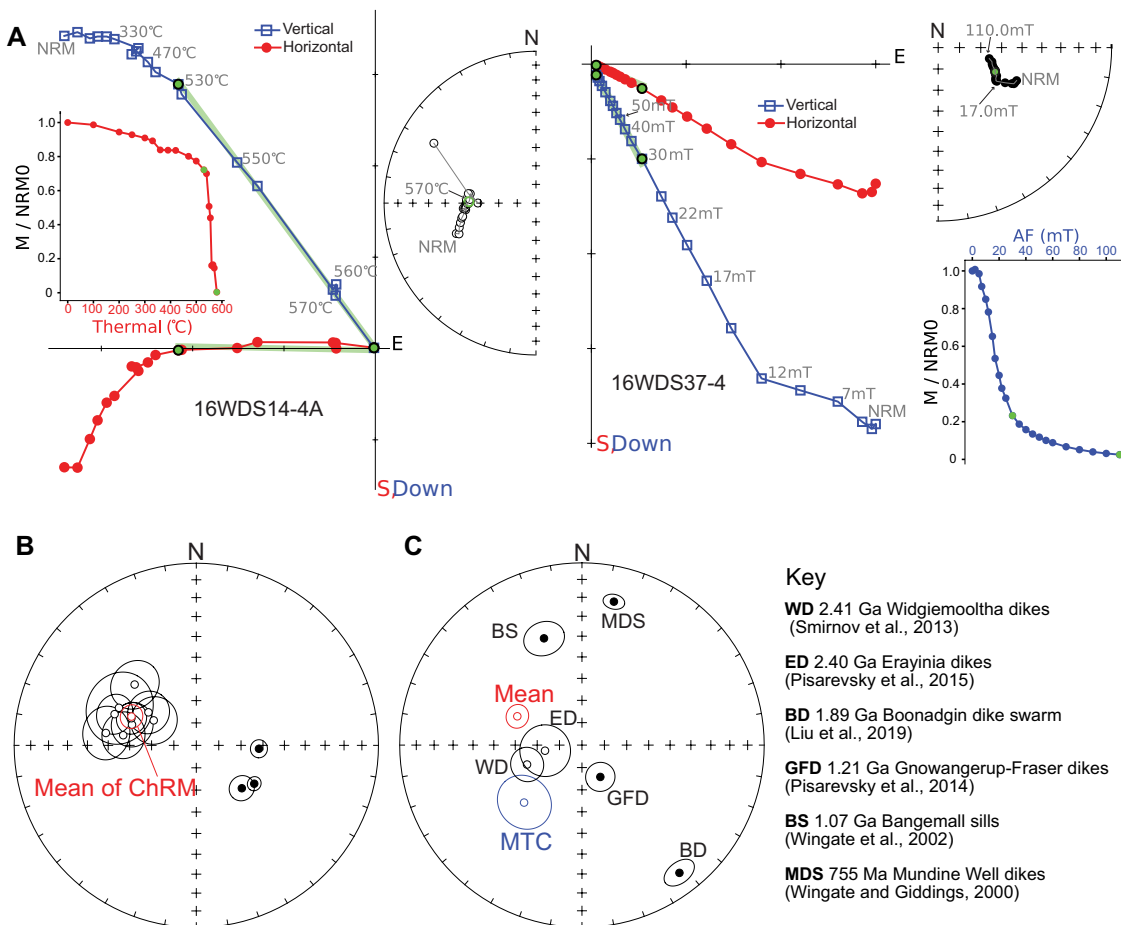 A
NRM
330℃
470℃
530℃
550℃
560℃
570℃
Vertical
Horizontal
M / NRM0
1.0
0.8
0.6
0.4
0.2
0
0 100 200 300 400 500 600
Thermal (℃)
16WDS14-4A
E
S,Down
N
570℃
NRM
E
Vertical
Horizontal
50mT
40mT
30mT
22mT
17mT
12mT
7mT
NRM
16WDS37-4
S,Down
N
110.0mT
NRM
17.0mT
AF (mT)
0 20 40 60 80 100
M / NRM0
1.0
0.8
0.6
0.4
0.2
0
B
N
Mean of ChRM
C
N
MDS
BS
Mean
ED
WD
GFD
MTC
BD
Key
WD 2.41 Ga Widgiemooltha dikes
(Smirnov et al., 2013)
ED 2.40 Ga Erayinia dikes
(Pisarevsky et al., 2015)
BD 1.89 Ga Boonadgin dike swarm
(Liu et al., 2019)
GFD 1.21 Ga Gnowangerup-Fraser dikes
(Pisarevsky et al., 2014)
BS 1.07 Ga Bangemall sills
(Wingate et al., 2002)
MDS 755 Ma Mundine Well dikes
(Wingate and Giddings, 2000)